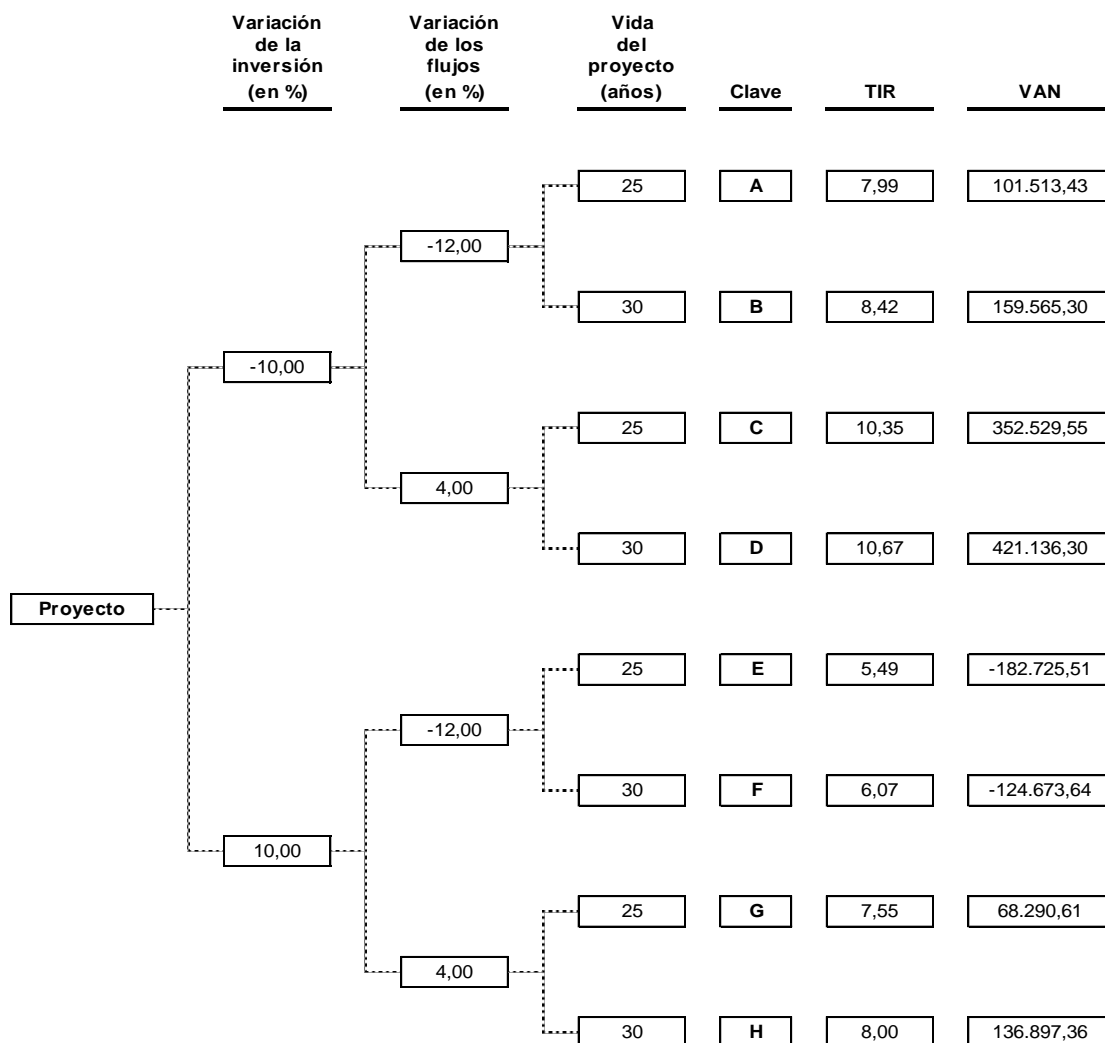 Variación
de la
inversión
(en %)
Variación
de los
flujos
(en %)
Vida
del
proyecto
(años)
Clave
TIR
VAN
25 A 7,99 101.513,43
-12,00
30 B 8,42 159.565,30
-10,00
25 C 10,35 352.529,55
4,00
30 D 10,67 421.136,30
Proyecto
25 E 5,49 -182.725,51
-12,00
30 F 6,07 -124.673,64
10,00
25 G 7,55 68.290,61
4,00
30 H 8,00 136.897,36